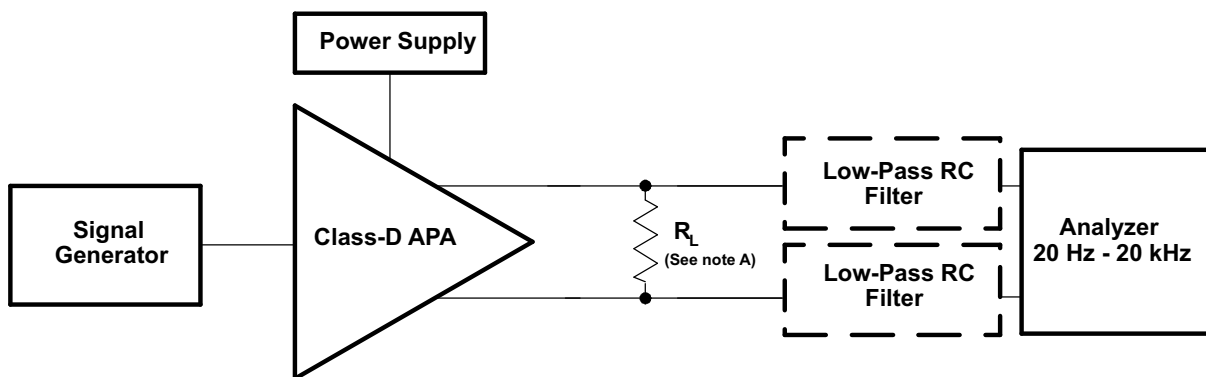 Power Supply
Signal
Generator
Class-D APA
RL
(See note A)
Low-Pass RC
Filter
Low-Pass RC
Filter
Analyzer
20 Hz - 20 kHz